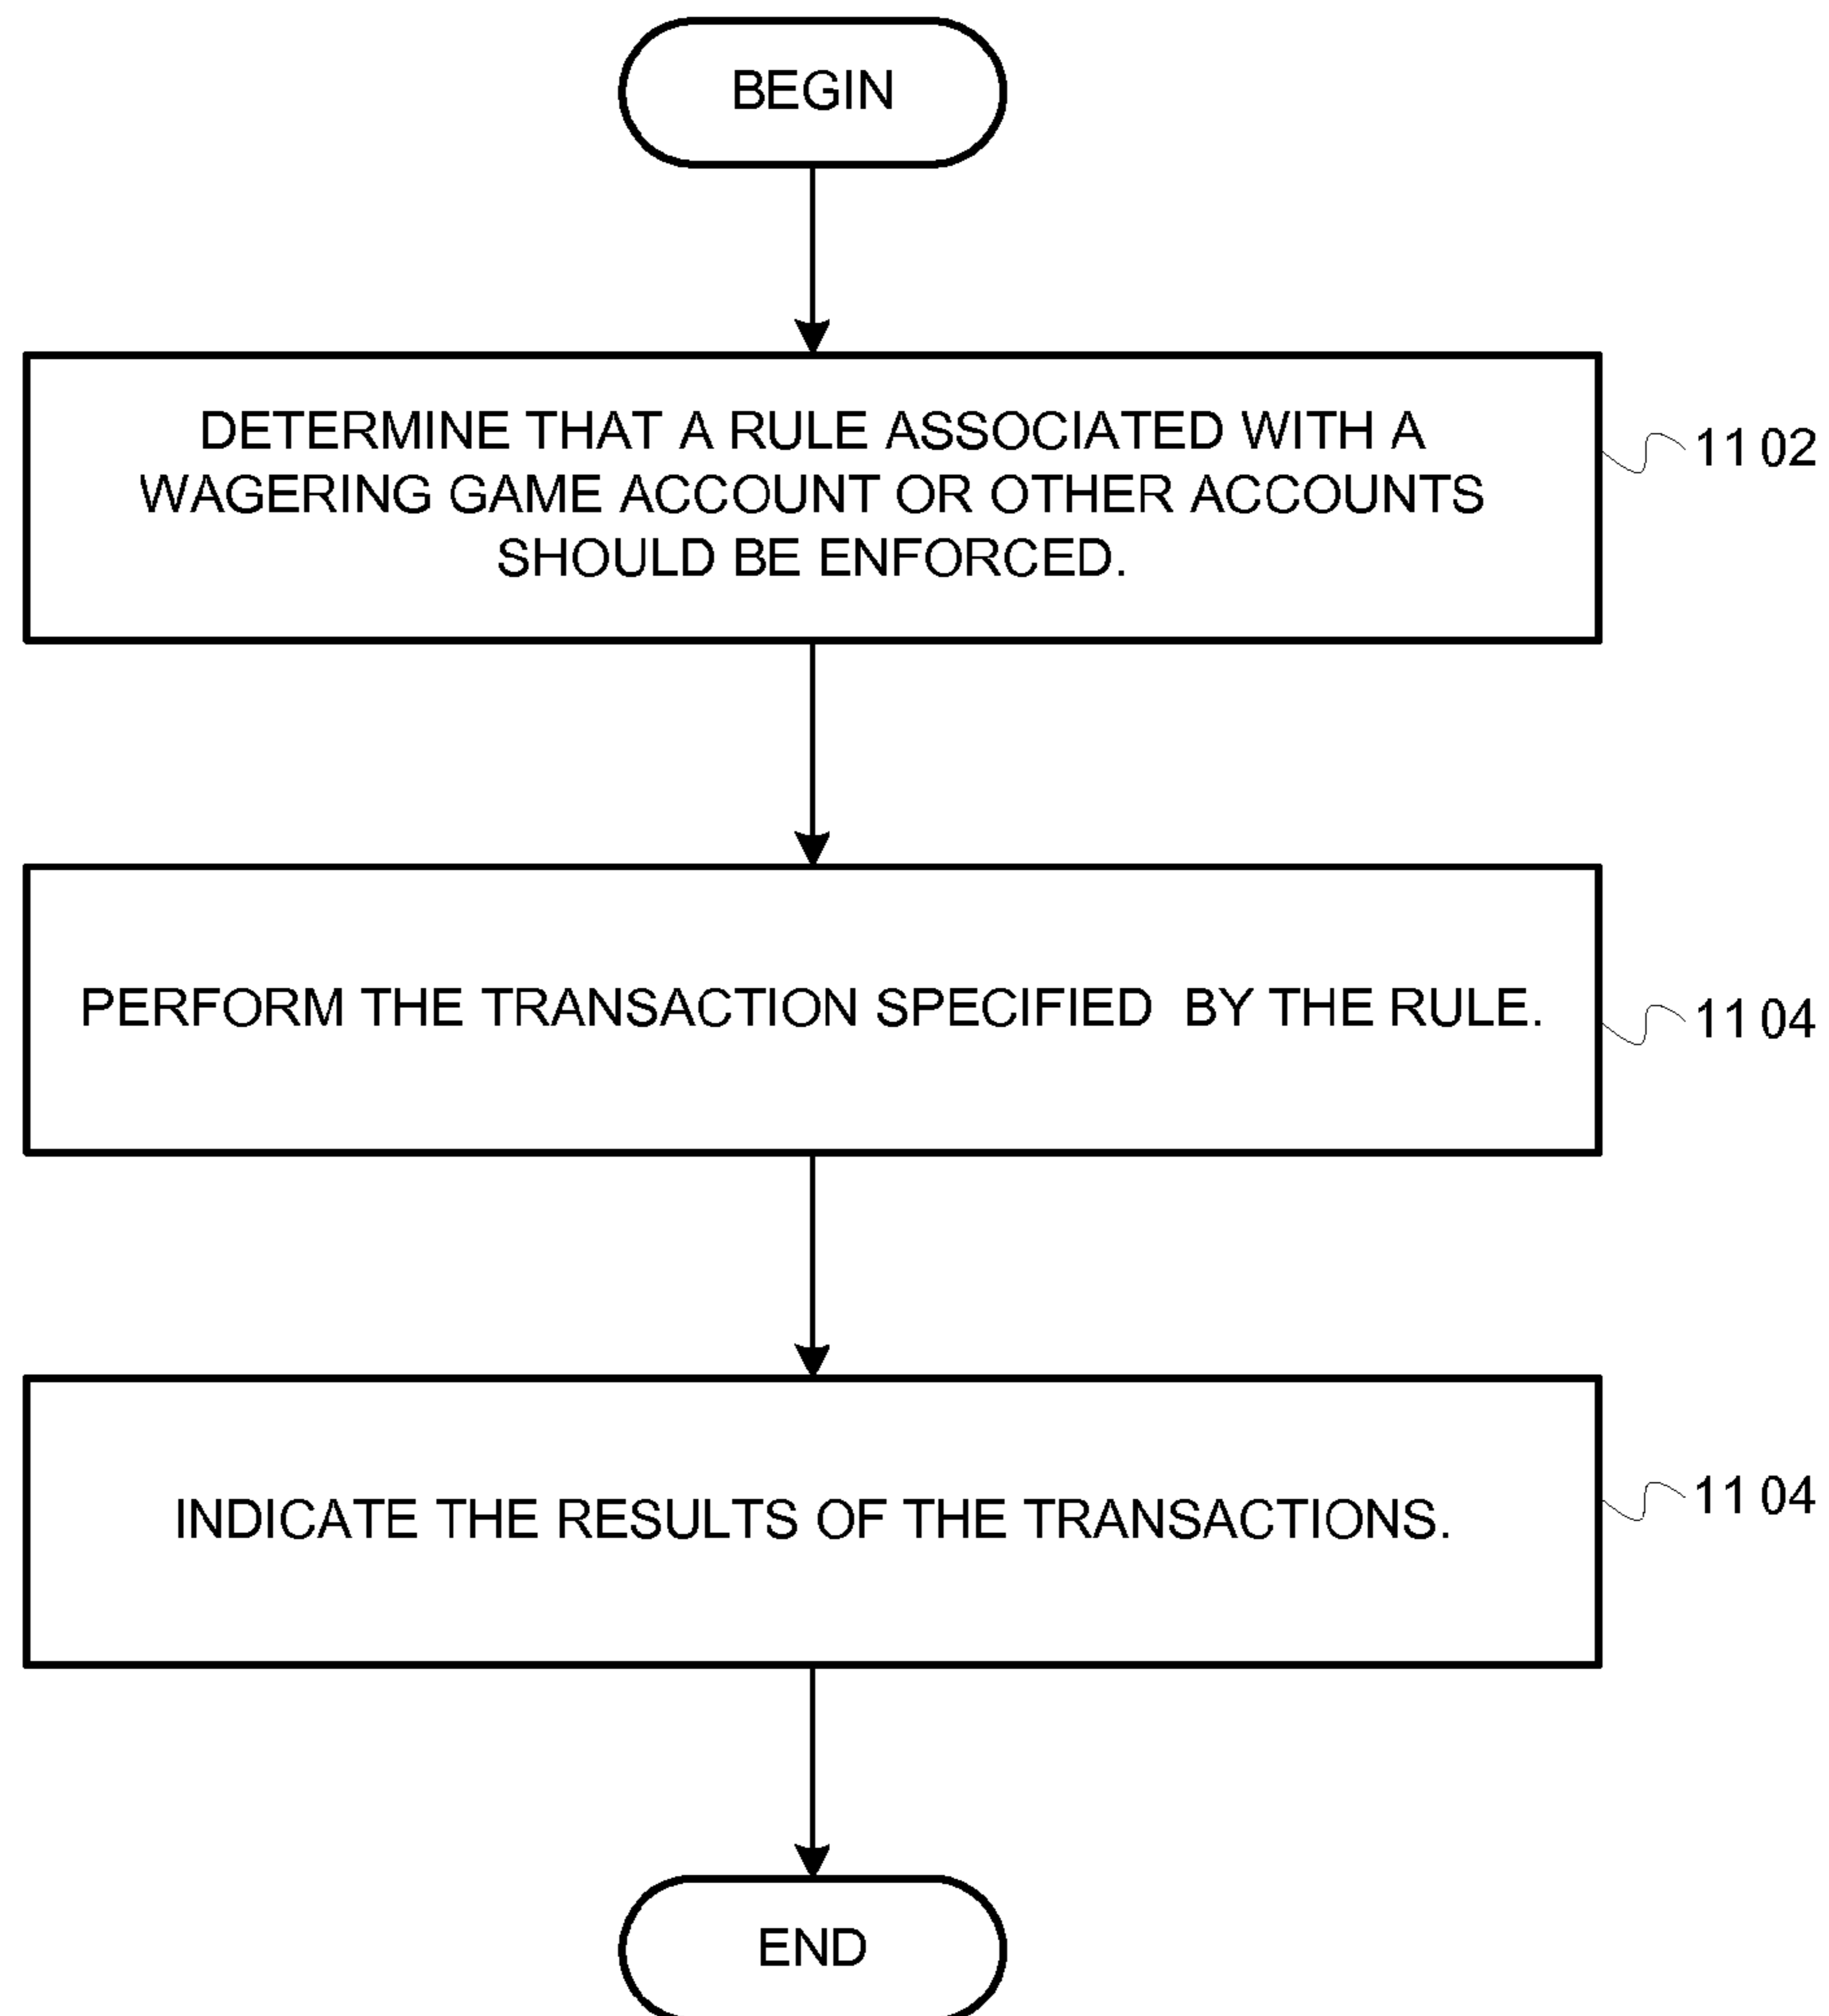 BEGIN
DETERMINE THAT A RULE ASSOCIATED WITH A
WAGERING GAME ACCOUNT OR OTHER ACCOUNTS
SHOULD BE ENFORCED.
1102
PERFORM THE TRANSACTION SPECIFIED  BY THE RULE.
1104
INDICATE THE RESULTS OF THE TRANSACTIONS.
1104
END